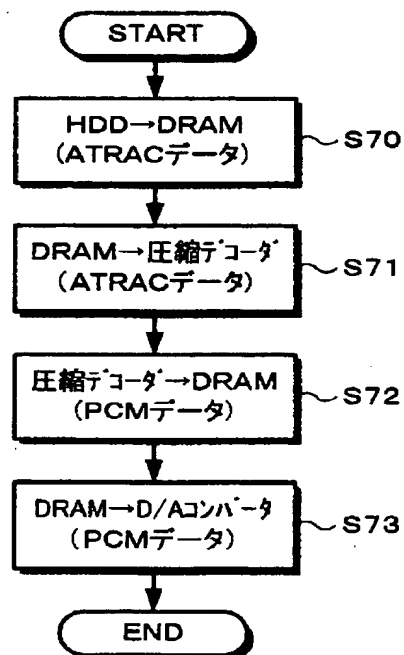 START
HDD→DRAM
(ATRACデータ)
S70
DRAM→圧縮デコーダ
(ATRACデータ)
S71
圧縮デコーダ→DRAM
(PCMデータ)
S72
DRAM→D/Aコンバータ
(PCMデータ)
S73
END